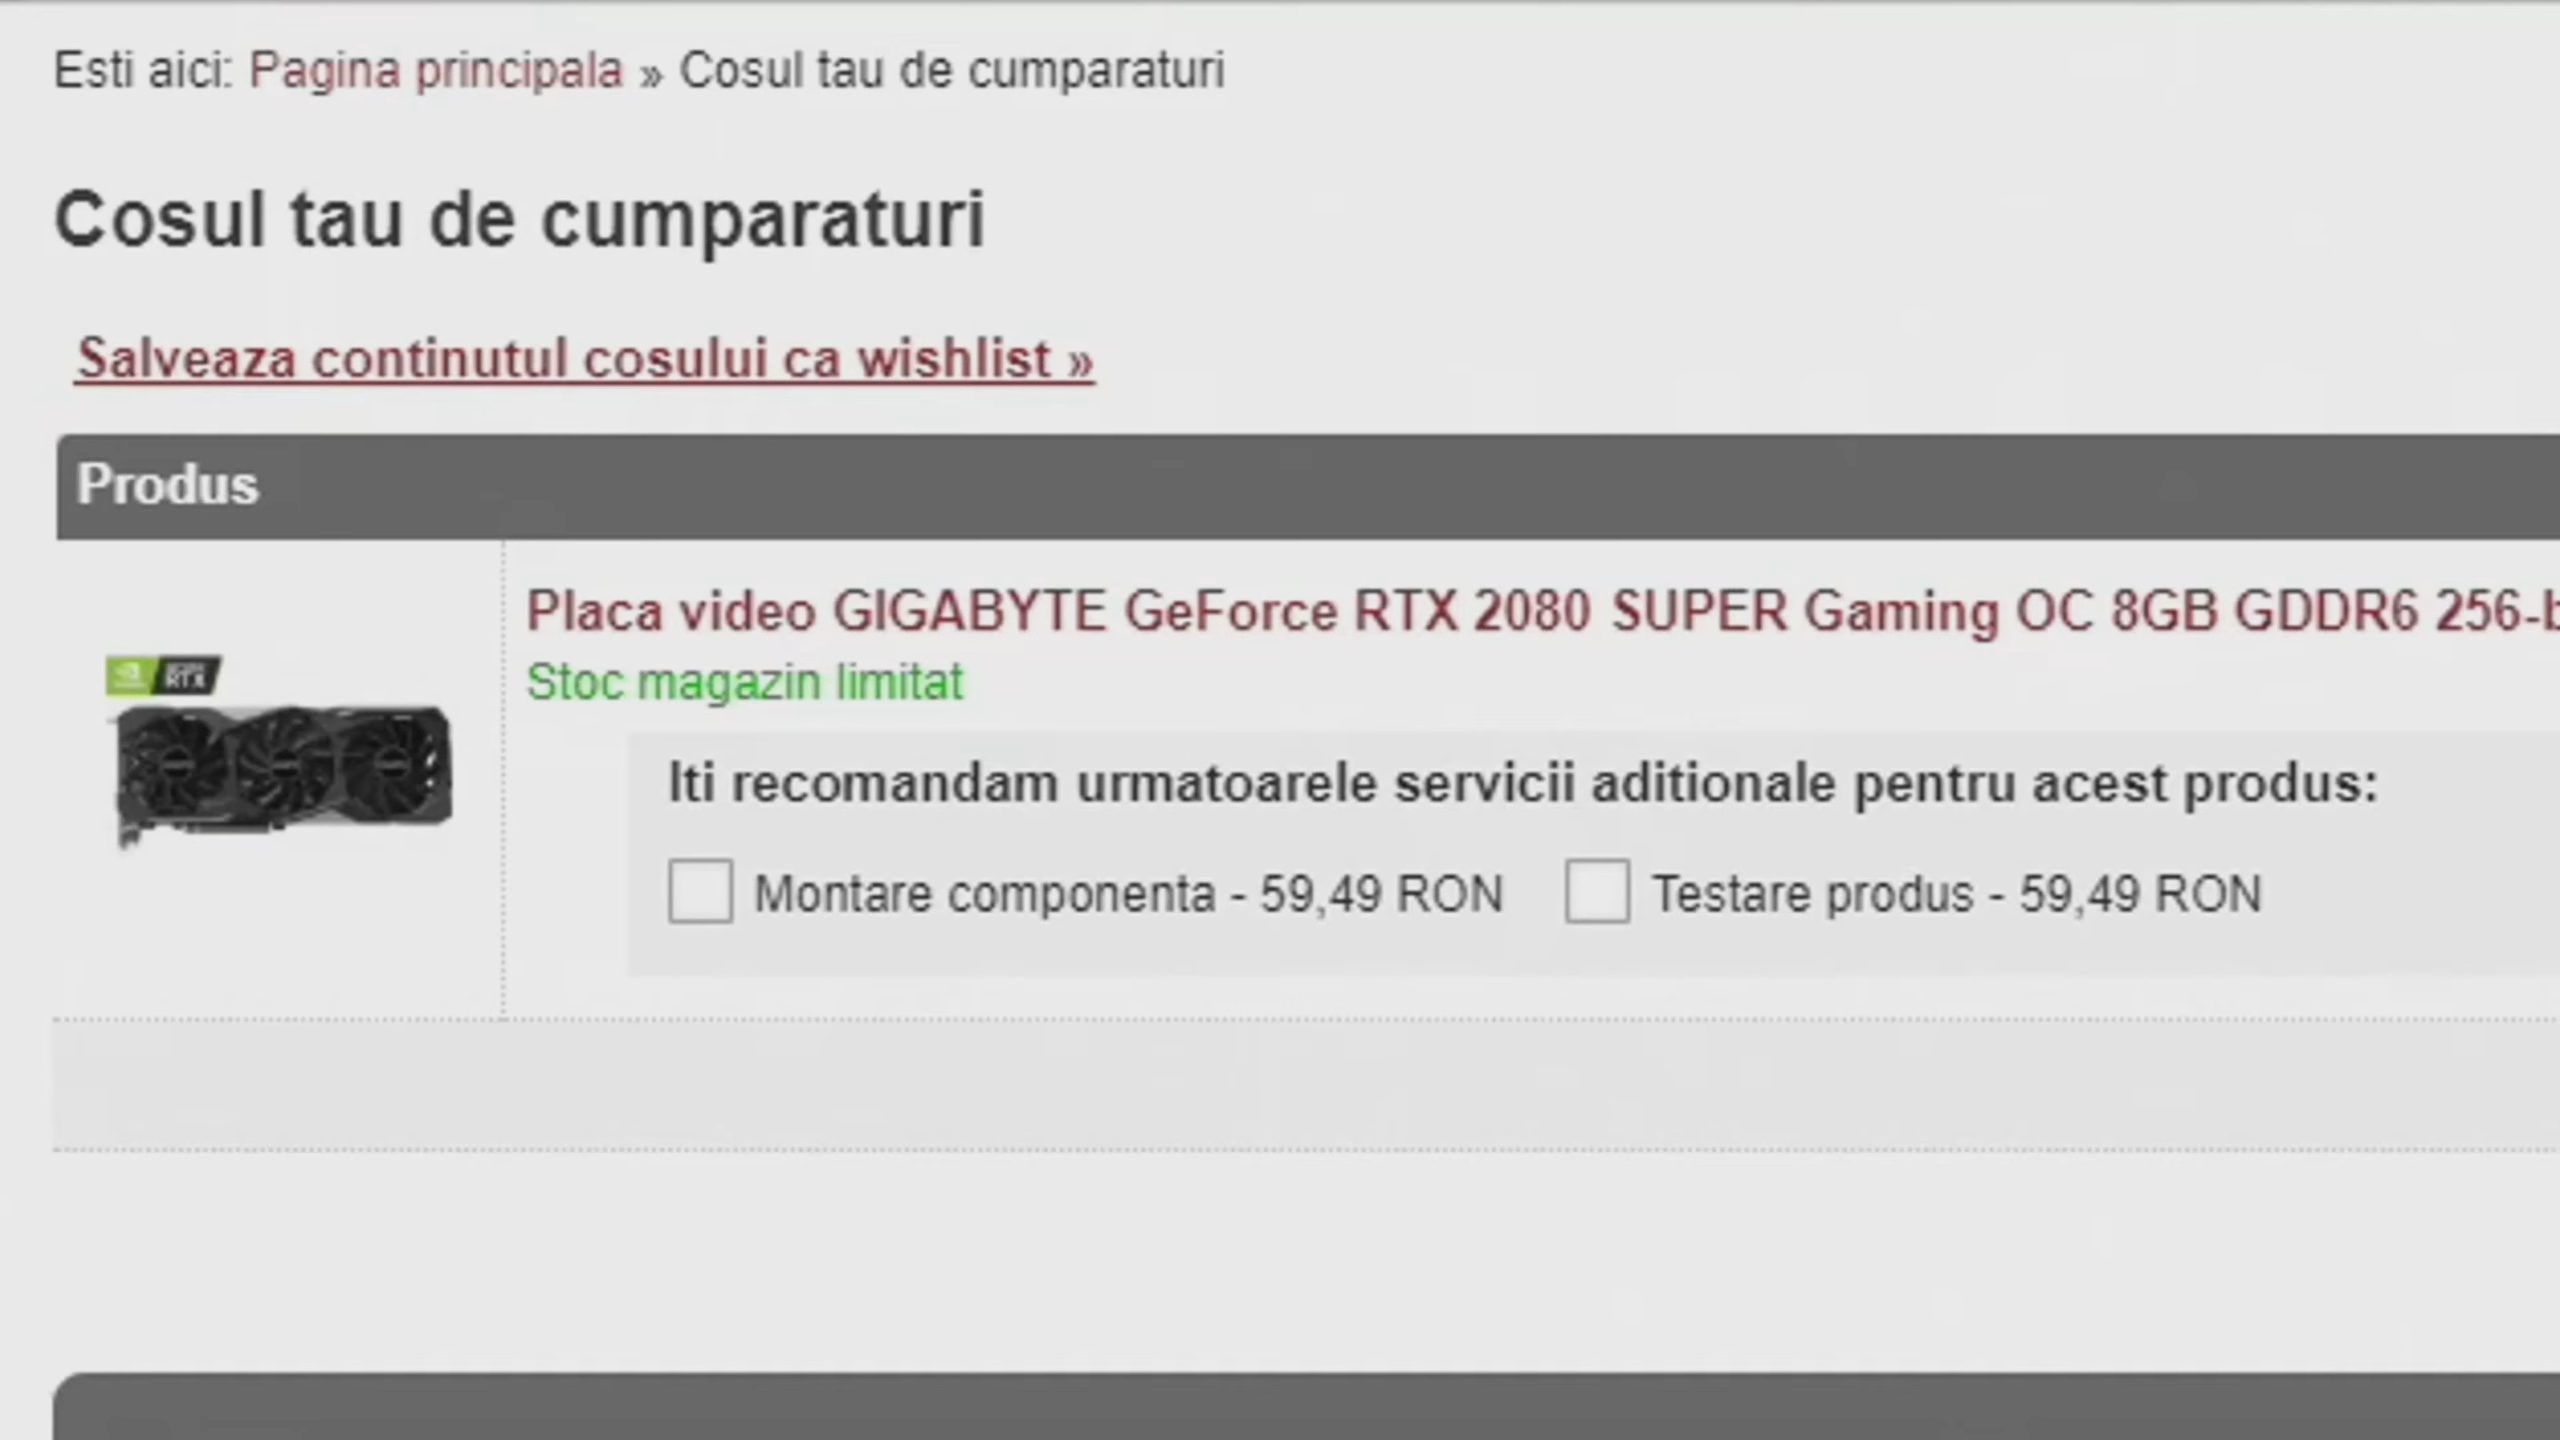 Esti aici: Pagina principala » Cosul tau de cumparaturi
Cosul tau de cumparaturi
Salveaza continutul cosului ca wishlist »
Produs
Placa video GIGABYTE GeForce RTX 2080 SUPER Gaming OC 8GB GDDR6 256-b
Stoc magazin limitat
RTX
Iti recomandam urmatoarele servicii aditionale pentru acest produs:
Montare componenta - 59,49 RON
Testare produs - 59,49 RON